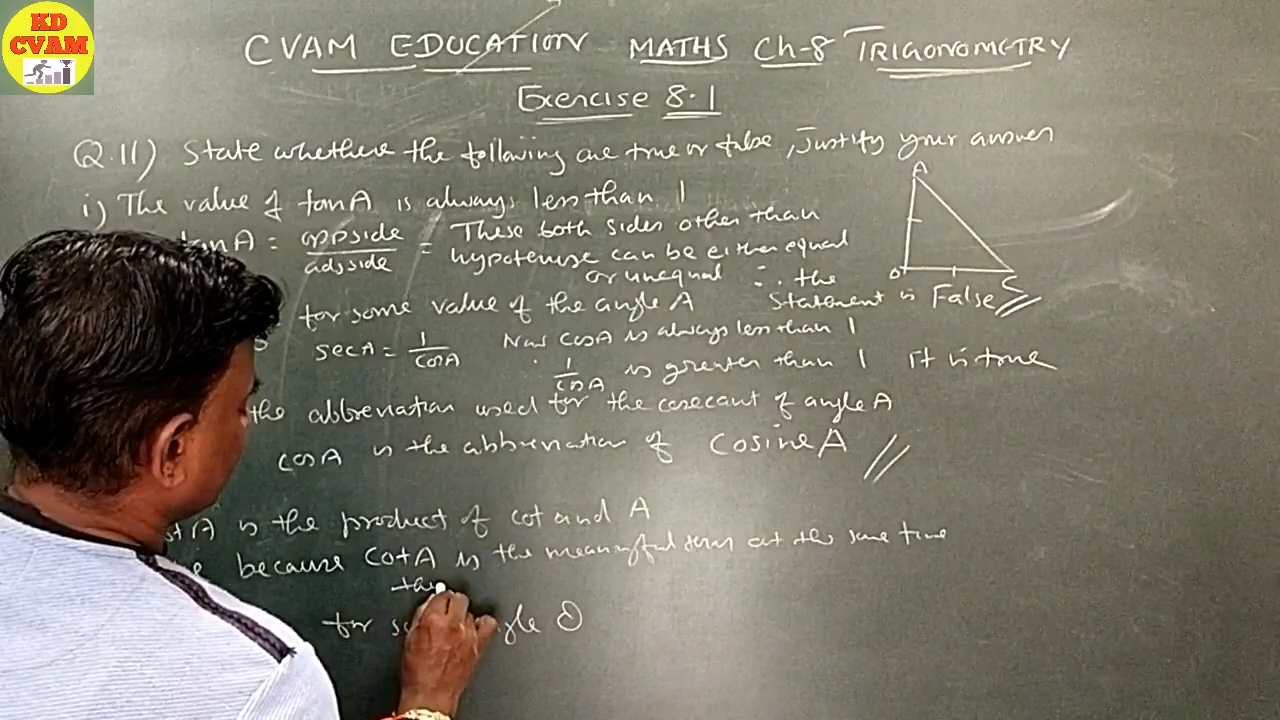 KD
CVAM
CVAM EDUCATION MATHS Ch-8 TRIGONOMETRY
Exercise 8.1
Q.11) State whethere the following are true or false, Justify your answer
i) The value of tanA is always less than 1
tanA = oppside / adjside = These both sides other than
hypotenuse can be either equal
or unequal ∴ the
Statement is False
A
B
C
for some value of the angle A
secA = 1/cosA Now cosA is always less than 1
∴ 1/cosA is greater than 1 it is true
the abbreviation used for the cosecant of angle A
cosA is the abbreviation of Cosine A
A is the product of cot and A
because CotA is the meaningful term at the same time
the
for angle θ